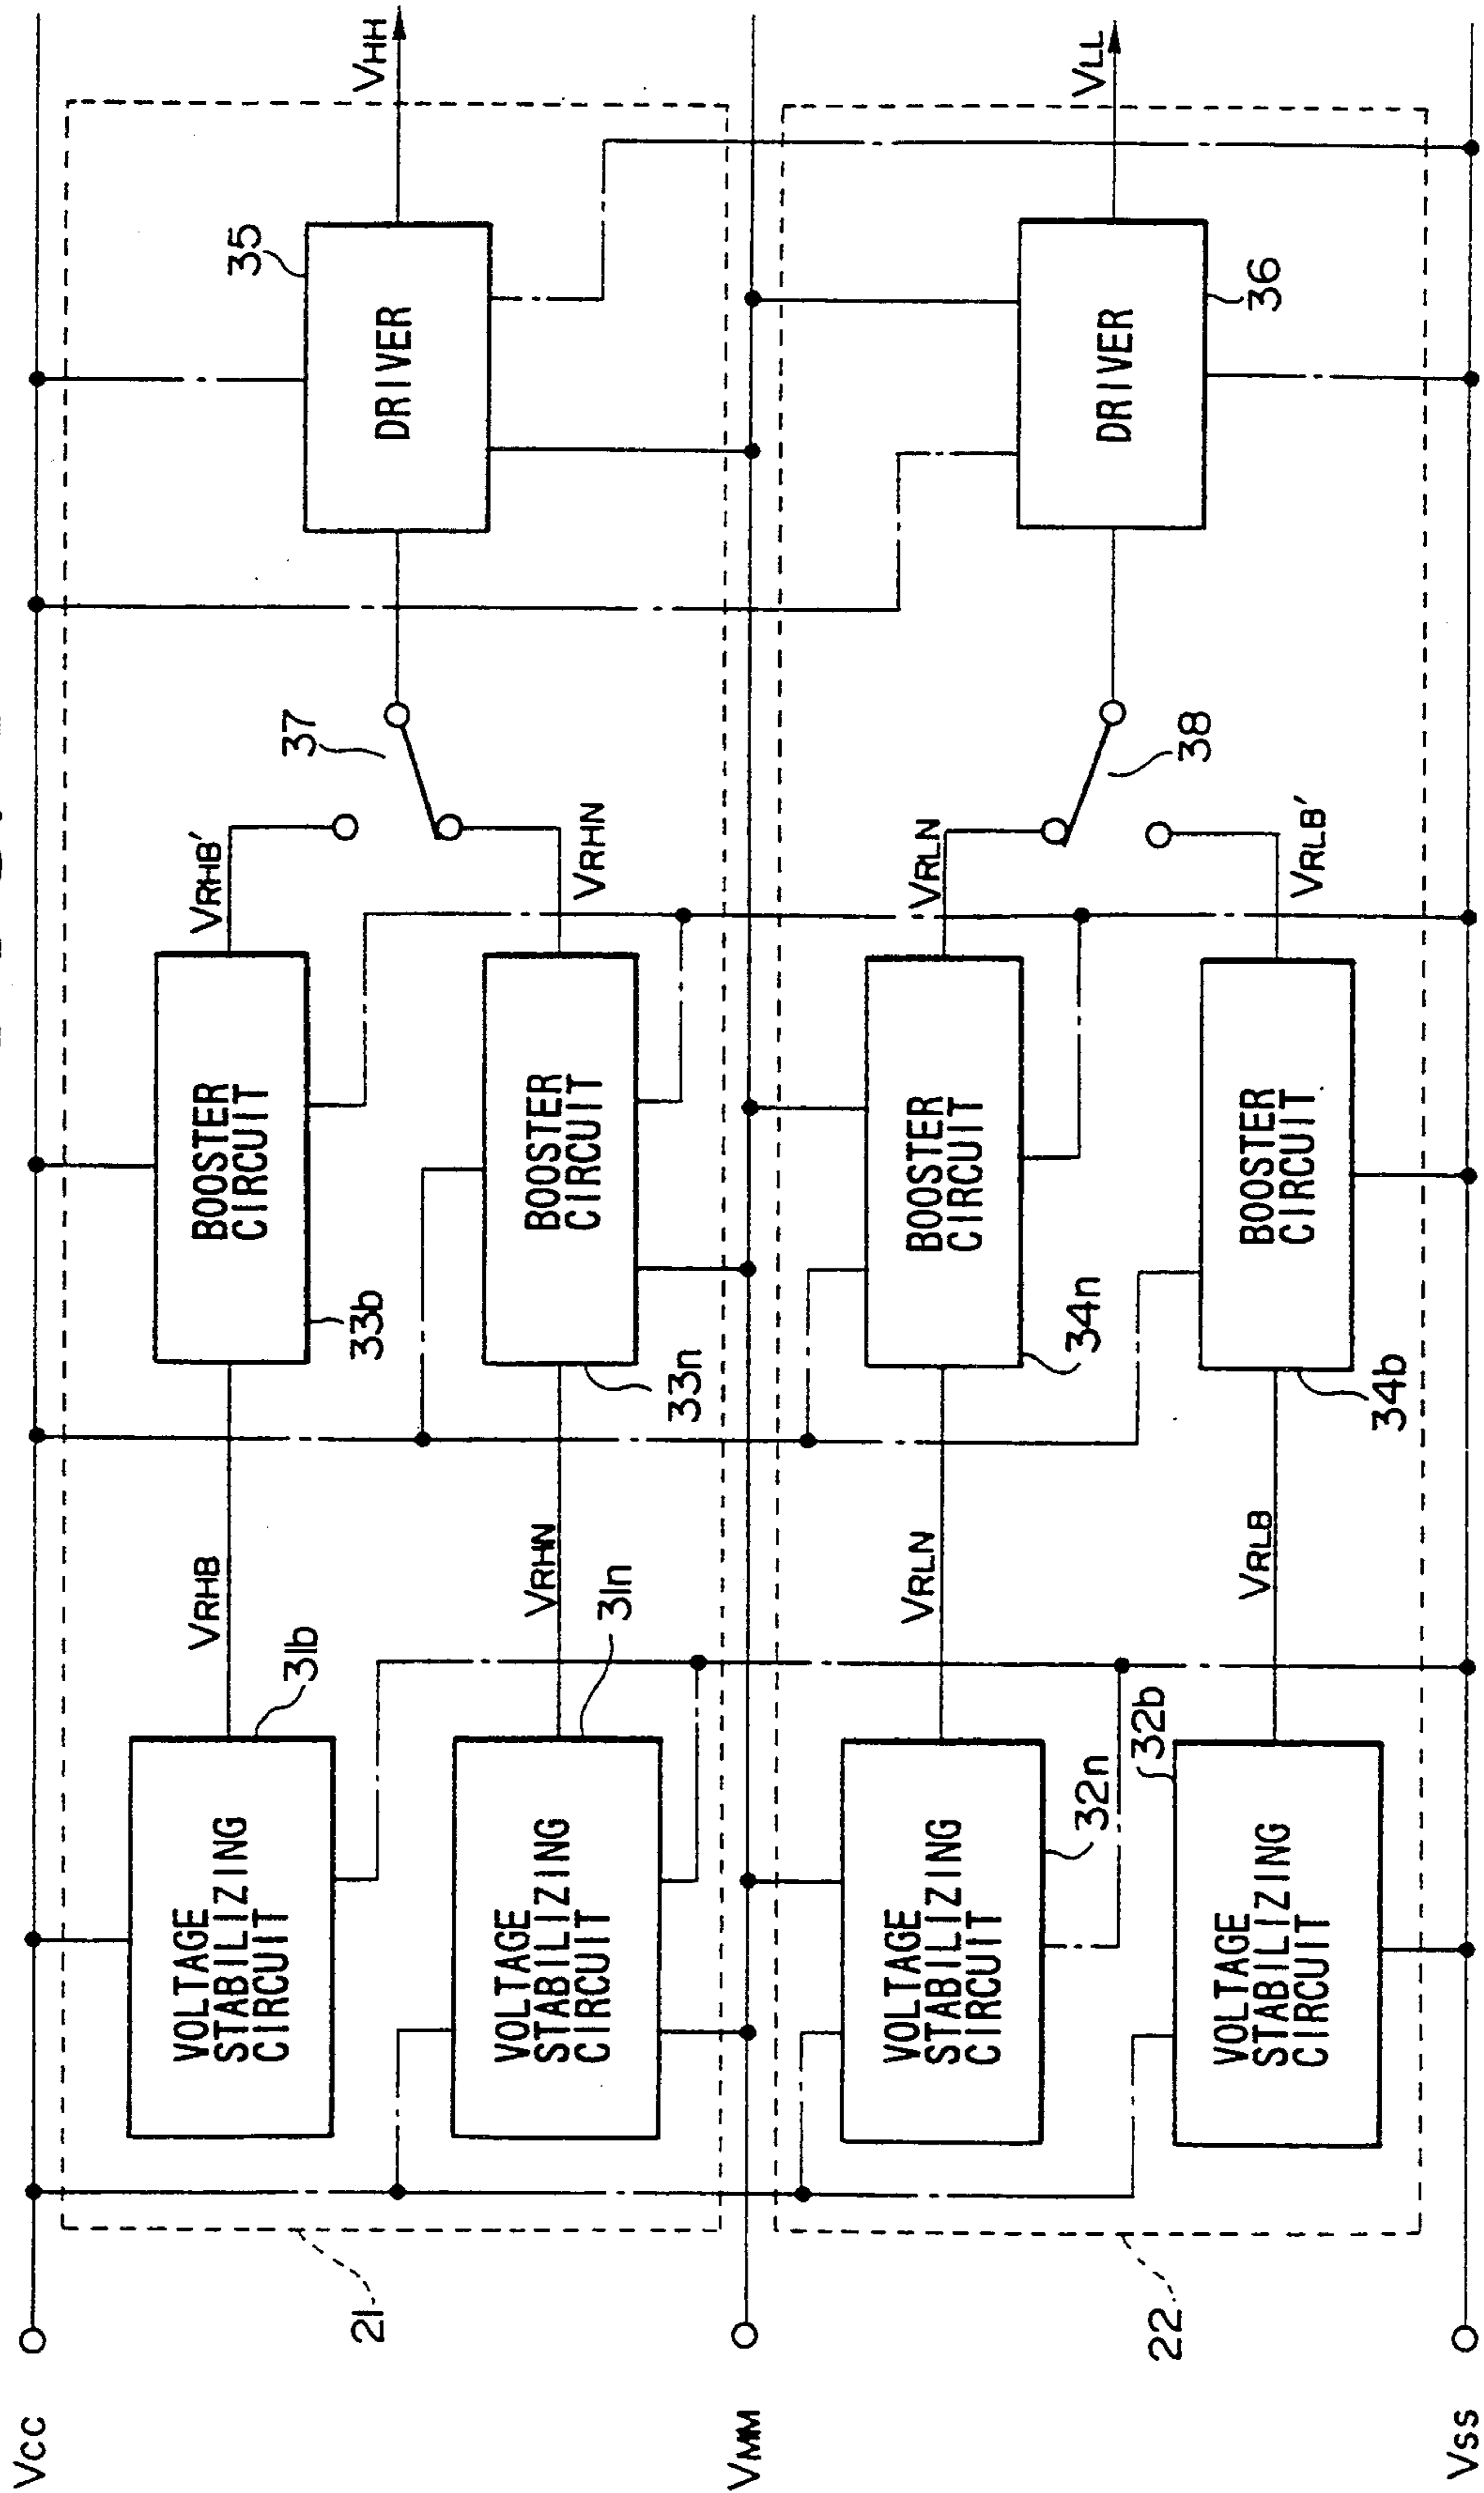 VCC
VMM
VSS
21
22
VOLTAGE
STABILIZING
CIRCUIT
31b
VOLTAGE
STABILIZING
CIRCUIT
31n
VOLTAGE
STABILIZING
CIRCUIT
32n
VOLTAGE
STABILIZING
CIRCUIT
32b
VRHB
VRHN
VRLN
VRLB
BOOSTER
CIRCUIT
33b
BOOSTER
CIRCUIT
33n
BOOSTER
CIRCUIT
34n
BOOSTER
CIRCUIT
34b
VRHB'
VRHN
VRLN
VRLB'
37
38
DRIVER
35
DRIVER
36
VHH
VLL